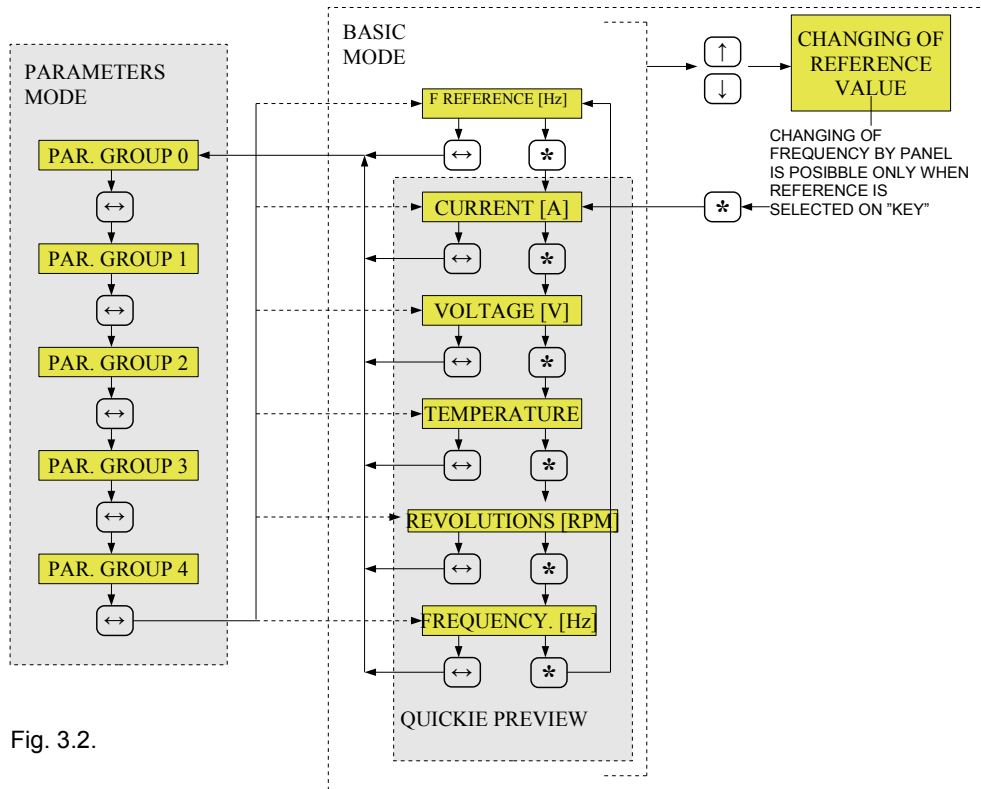 PARAMETERS
MODE
PAR. GROUP 0
↔
PAR. GROUP 1
↔
PAR. GROUP 2
↔
PAR. GROUP 3
↔
PAR. GROUP 4
↔
BASIC
MODE
F REFERENCE [Hz]
↔ *
CURRENT [A]
↔ *
VOLTAGE [V]
↔ *
TEMPERATURE
↔ *
REVOLUTIONS [RPM]
↔ *
FREQUENCY. [Hz]
↔ *
QUICKIE PREVIEW
↑
↓
CHANGING OF
REFERENCE
VALUE
CHANGING OF
FREQUENCY BY PANEL
IS POSIBBLE ONLY WHEN
REFERENCE IS
SELECTED ON ”KEY”
*
Fig. 3.2.